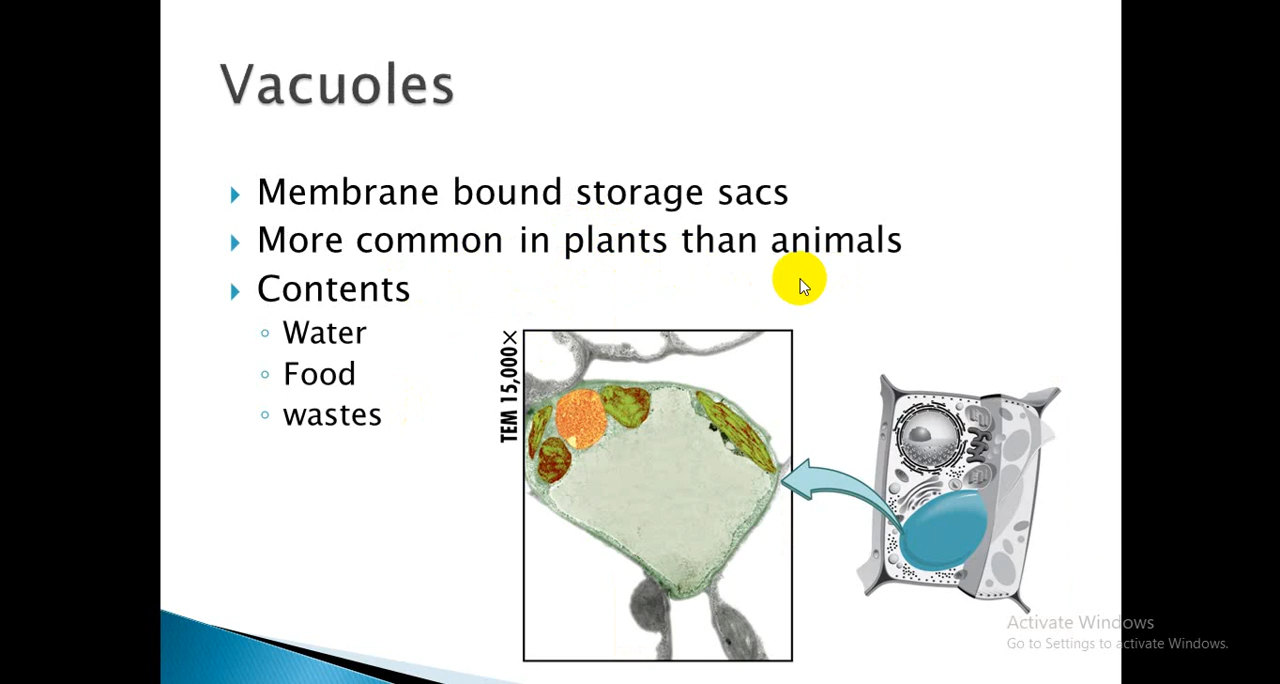 Vacuoles
Membrane bound storage sacs
More common in plants than animals
Contents
Water
Food
wastes
TEM 15,000×
Activate Windows
Go to Settings to activate Windows.